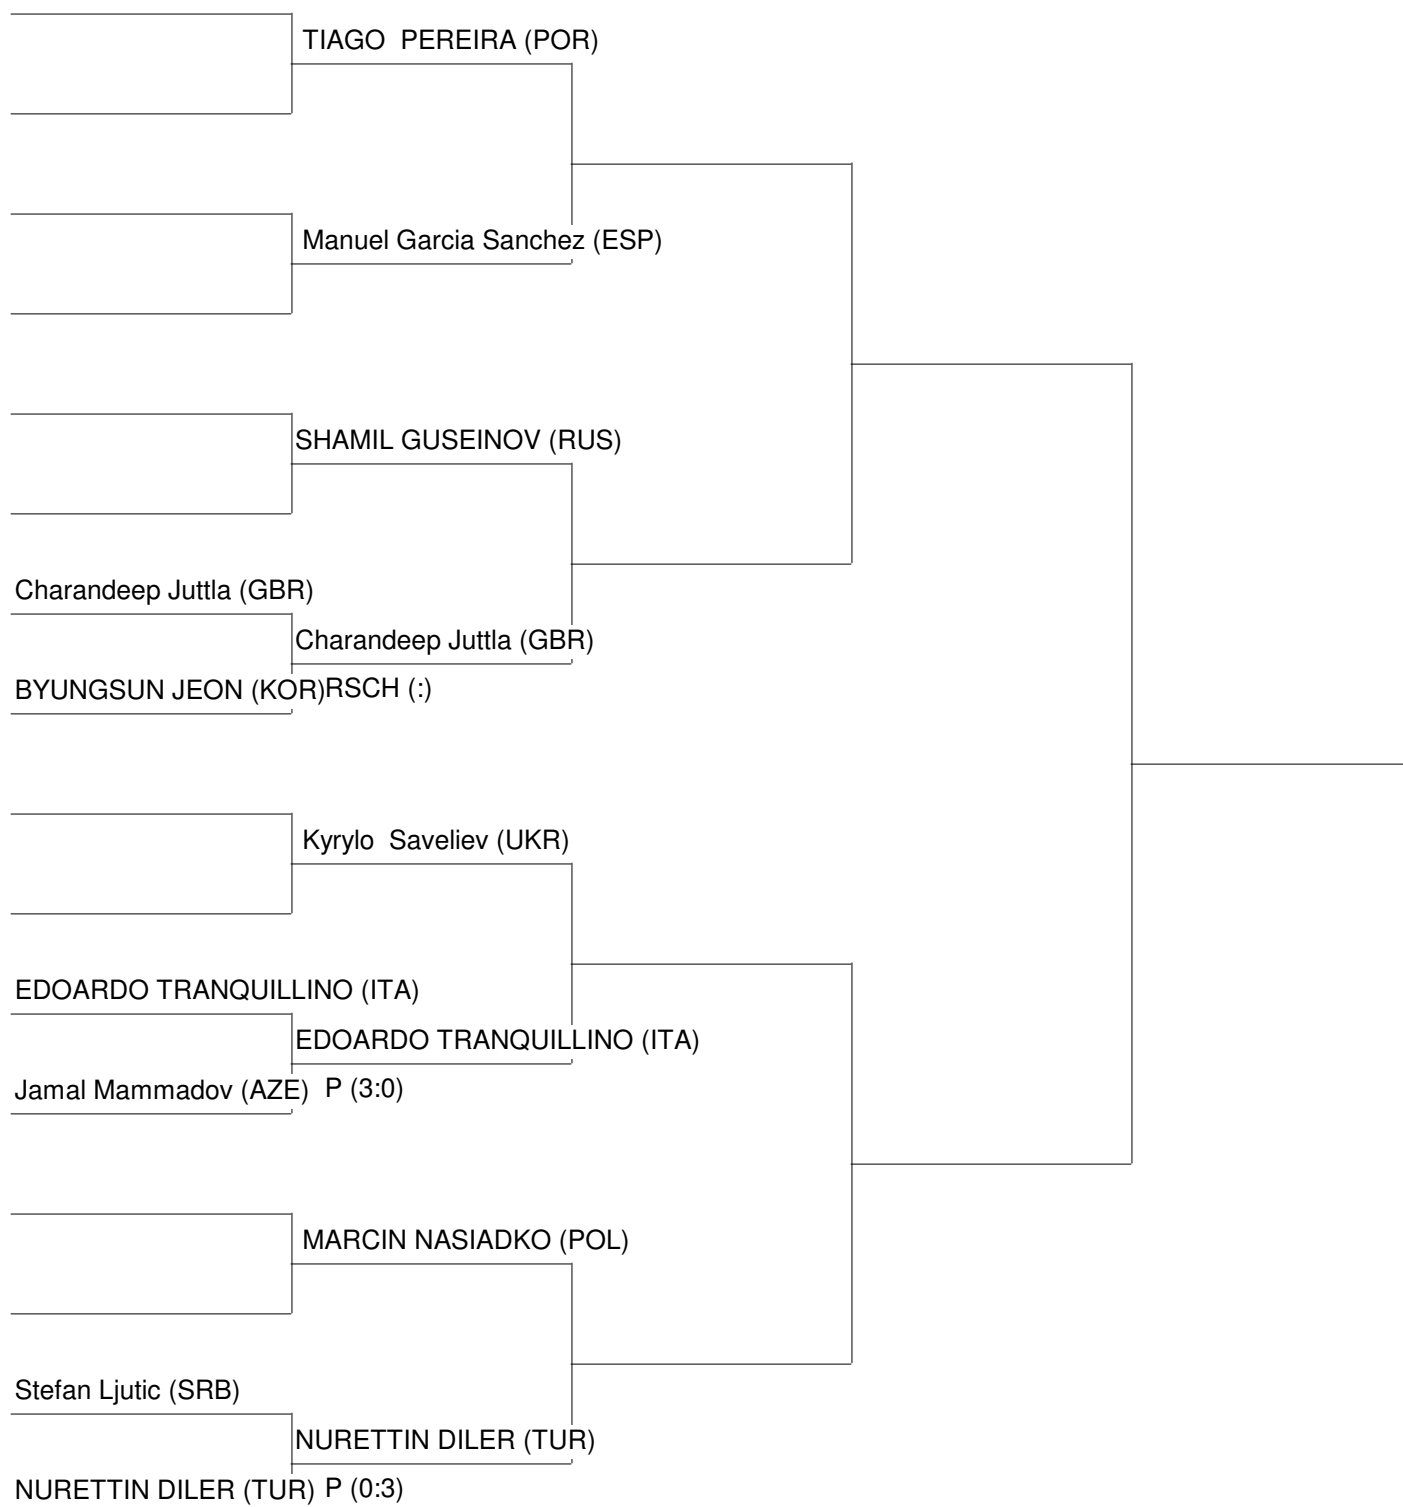 TIAGO  PEREIRA (POR)
Manuel Garcia Sanchez (ESP)
SHAMIL GUSEINOV (RUS)
Charandeep Juttla (GBR)
Charandeep Juttla (GBR)
BYUNGSUN JEON (KOR)
RSCH (:)
Kyrylo  Saveliev (UKR)
EDOARDO TRANQUILLINO (ITA)
EDOARDO TRANQUILLINO (ITA)
Jamal Mammadov (AZE)
P (3:0)
MARCIN NASIADKO (POL)
Stefan Ljutic (SRB)
NURETTIN DILER (TUR)
NURETTIN DILER (TUR)
P (0:3)